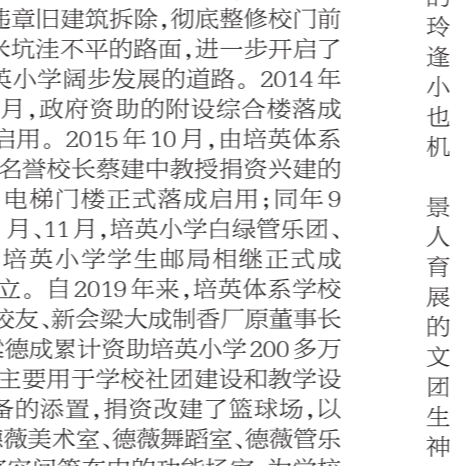 违章旧建筑拆除,彻底整修校门前
米坑洼不平的路面,进一步开启了
英小学阔步发展的道路。2014年
月,政府资助的附设综合楼落成
启用。2015年10月,由培英体系
名誉校长蔡建中教授捐资兴建的
电梯门楼正式落成启用;同年9
月、11月,培英小学白绿管乐团、
培英小学学生邮局相继正式成
立。自2019年来,培英体系学校
校友、新会梁大成制香厂原董事长
德成累计资助培英小学200多万
主要用于学校社团建设和教学设
备的添置,捐资改建了篮球场,以
德薇美术室、德薇舞蹈室、德薇管乐
的
玲
逢
小
也
机
景
人
育
展
的
文
团
生
神